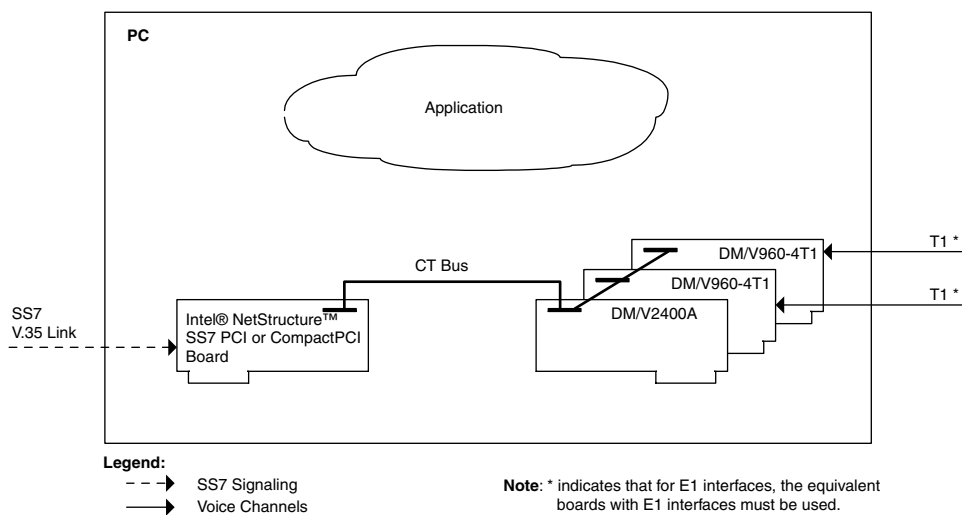 PC
Application
DM/V960-4T1
T1 *
CT Bus
DM/V960-4T1
T1 *
SS7
V.35 Link
Intel® NetStructure™
SS7 PCI or CompactPCI
Board
DM/V2400A
Legend:
SS7 Signaling
Voice Channels
Note: * indicates that for E1 interfaces, the equivalent
boards with E1 interfaces must be used.